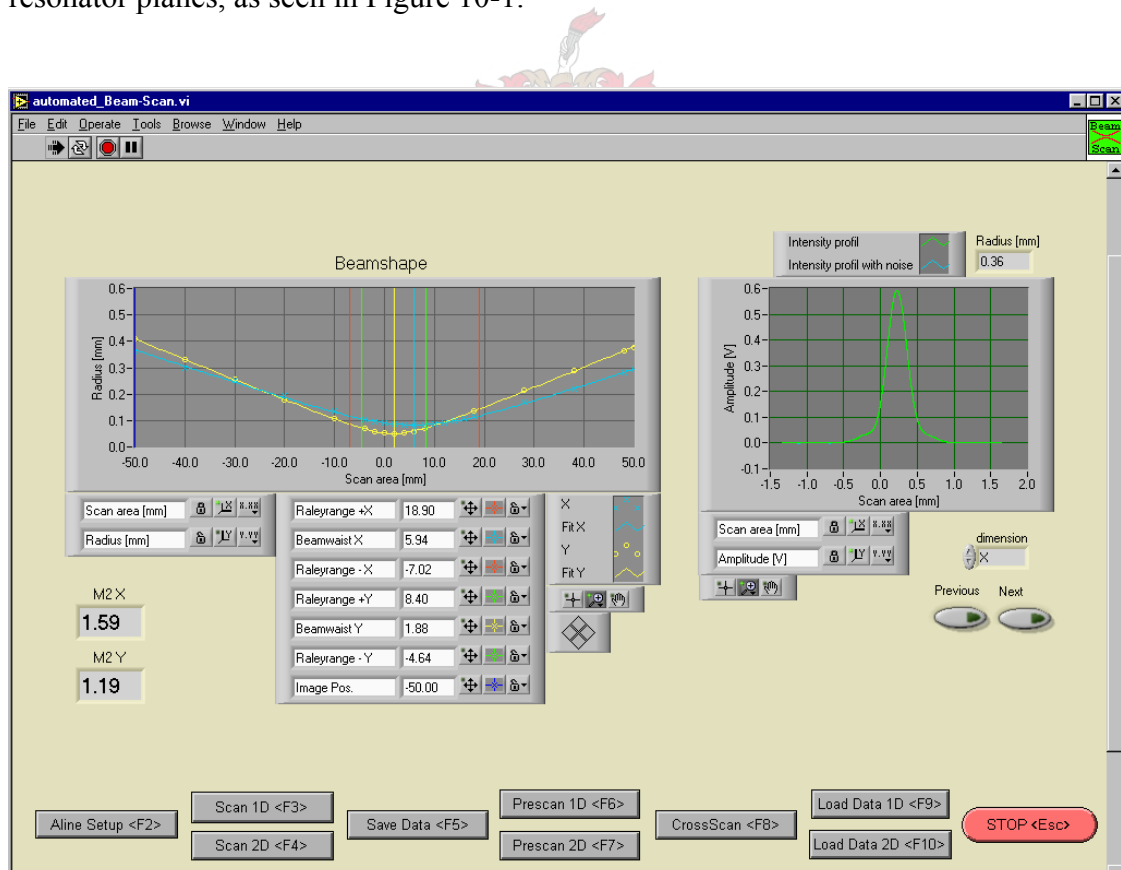 resonator planes, as seen in Figure 10-1.
automated_Beam-Scan.vi
File Edit Operate Tools Browse Window Help
Beam
Scan
Beamshape
Radius [mm]
0.6
0.5
0.4
0.3
0.2
0.1
0.0
-50.0 -40.0 -30.0 -20.0 -10.0 0.0 10.0 20.0 30.0 40.0 50.0
Scan area [mm]
Intensity profil
Intensity profil with noise
Radius [mm]
0.36
Amplitude [V]
0.6
0.5
0.4
0.3
0.2
0.1
0.0
-0.1
-1.5 -1.0 -0.5 0.0 0.5 1.0 1.5 2.0
Scan area [mm]
Scan area [mm] X X.XX
Radius [mm] Y Y.YY
Raleyrange +X 18.90
Beamwaist X 5.94
Raleyrange -X -7.02
Raleyrange +Y 8.40
Beamwaist Y 1.88
Raleyrange -Y -4.64
Image Pos. -50.00
X
Fit X
Y
Fit Y
Scan area [mm] X X.XX
Amplitude [V] Y Y.YY
dimension
X
Previous Next
M2 X
1.59
M2 Y
1.19
Aline Setup <F2>
Scan 1D <F3>
Scan 2D <F4>
Save Data <F5>
Prescan 1D <F6>
Prescan 2D <F7>
CrossScan <F8>
Load Data 1D <F9>
Load Data 2D <F10>
STOP <Esc>